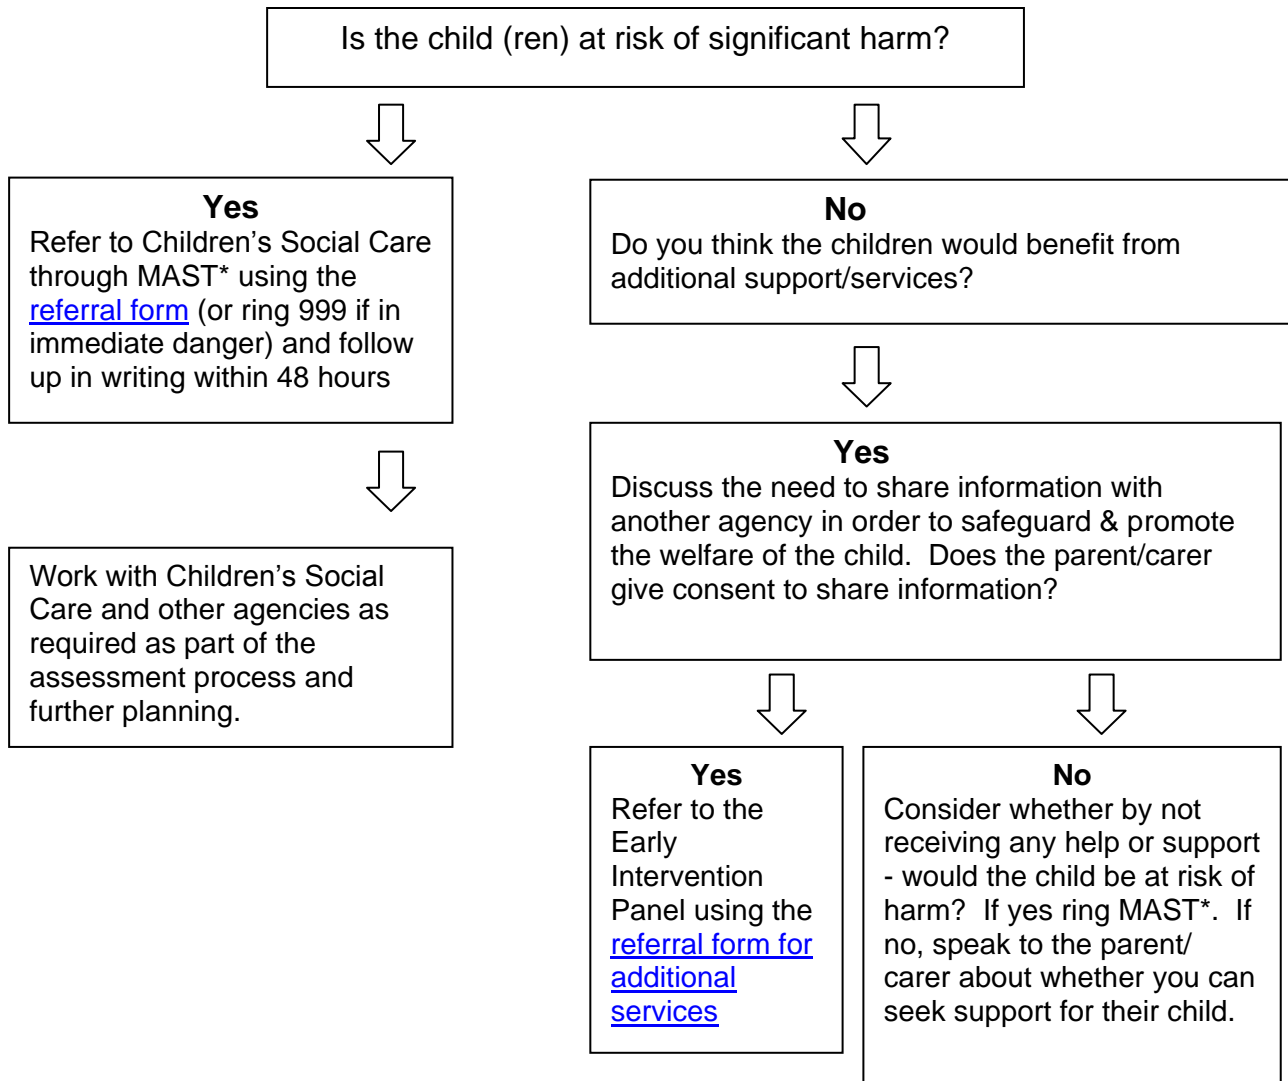 Is the child (ren) at risk of significant harm?
Yes
Refer to Children’s Social Care
through MAST* using the
referral form (or ring 999 if in
immediate danger) and follow
up in writing within 48 hours
No
Do you think the children would benefit from
additional support/services?
Yes
Discuss the need to share information with
another agency in order to safeguard & promote
the welfare of the child.  Does the parent/carer
give consent to share information?
Work with Children’s Social
Care and other agencies as
required as part of the
assessment process and
further planning.
Yes
Refer to the
Early
Intervention
Panel using the
referral form for
additional
services
No
Consider whether by not
receiving any help or support
- would the child be at risk of
harm?  If yes ring MAST*.  If
no, speak to the parent/
carer about whether you can
seek support for their child.